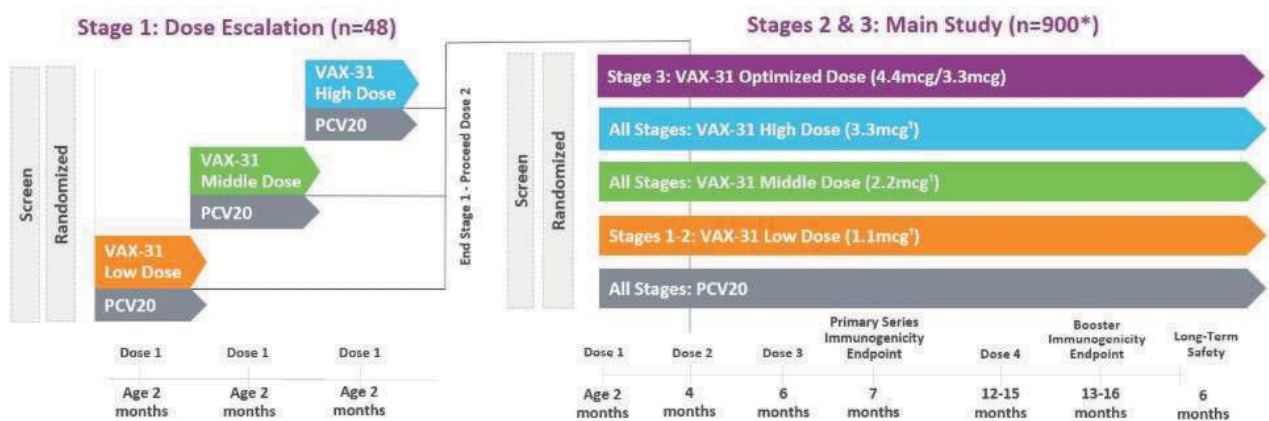 Stage 1: Dose Escalation (n=48)
Screen
Randomized
VAX-31
High Dose
PCV20
VAX-31
Middle Dose
PCV20
VAX-31
Low Dose
PCV20
End Stage 1 - Proceed Dose 2
Dose 1
Dose 1
Dose 1
Age 2
months
Age 2
months
Age 2
months
Stages 2 & 3: Main Study (n=900*)
Screen
Randomized
Stage 3: VAX-31 Optimized Dose (4.4mcg/3.3mcg)
All Stages: VAX-31 High Dose (3.3mcg¹)
All Stages: VAX-31 Middle Dose (2.2mcg¹)
Stages 1-2: VAX-31 Low Dose (1.1mcg¹)
All Stages: PCV20
Dose 1
Dose 2
Dose 3
Primary Series
Immunogenicity
Endpoint
Dose 4
Booster
Immunogenicity
Endpoint
Long-Term
Safety
Age 2
months
4
months
6
months
7
months
12-15
months
13-16
months
6
months